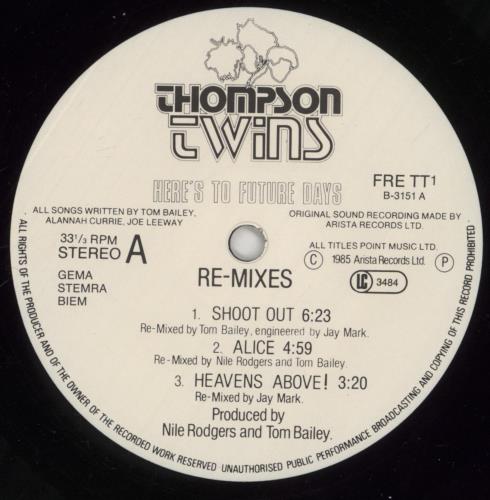 THOMPSON
TWINS
HERE'S TO FUTURE DAYS
FRE TT1
B-3151 A
ALL SONGS WRITTEN BY TOM BAILEY,
ALANNAH CURRIE, JOE LEEWAY
ORIGINAL SOUND RECORDING MADE BY
ARISTA RECORDS LTD.
33 1/3 RPM
STEREO A
GEMA
STEMRA
BIEM
ALL TITLES POINT MUSIC LTD.
Ⓒ 1985 Arista Records Ltd. Ⓟ
LC 3484
RE-MIXES
1. SHOOT OUT 6:23
Re-Mixed by Tom Bailey, engineered by Jay Mark.
2. ALICE 4:59
Re-Mixed by Nile Rodgers and Tom Bailey.
3. HEAVENS ABOVE! 3:20
Re-Mixed by Jay Mark.
Produced by
Nile Rodgers and Tom Bailey.
ALL RIGHTS OF THE PRODUCER AND OF THE OWNER OF THE RECORDED WORK RESERVED · UNAUTHORISED PUBLIC PERFORMANCE BROADCASTING AND COPYING OF THIS RECORD PROHIBITED ·